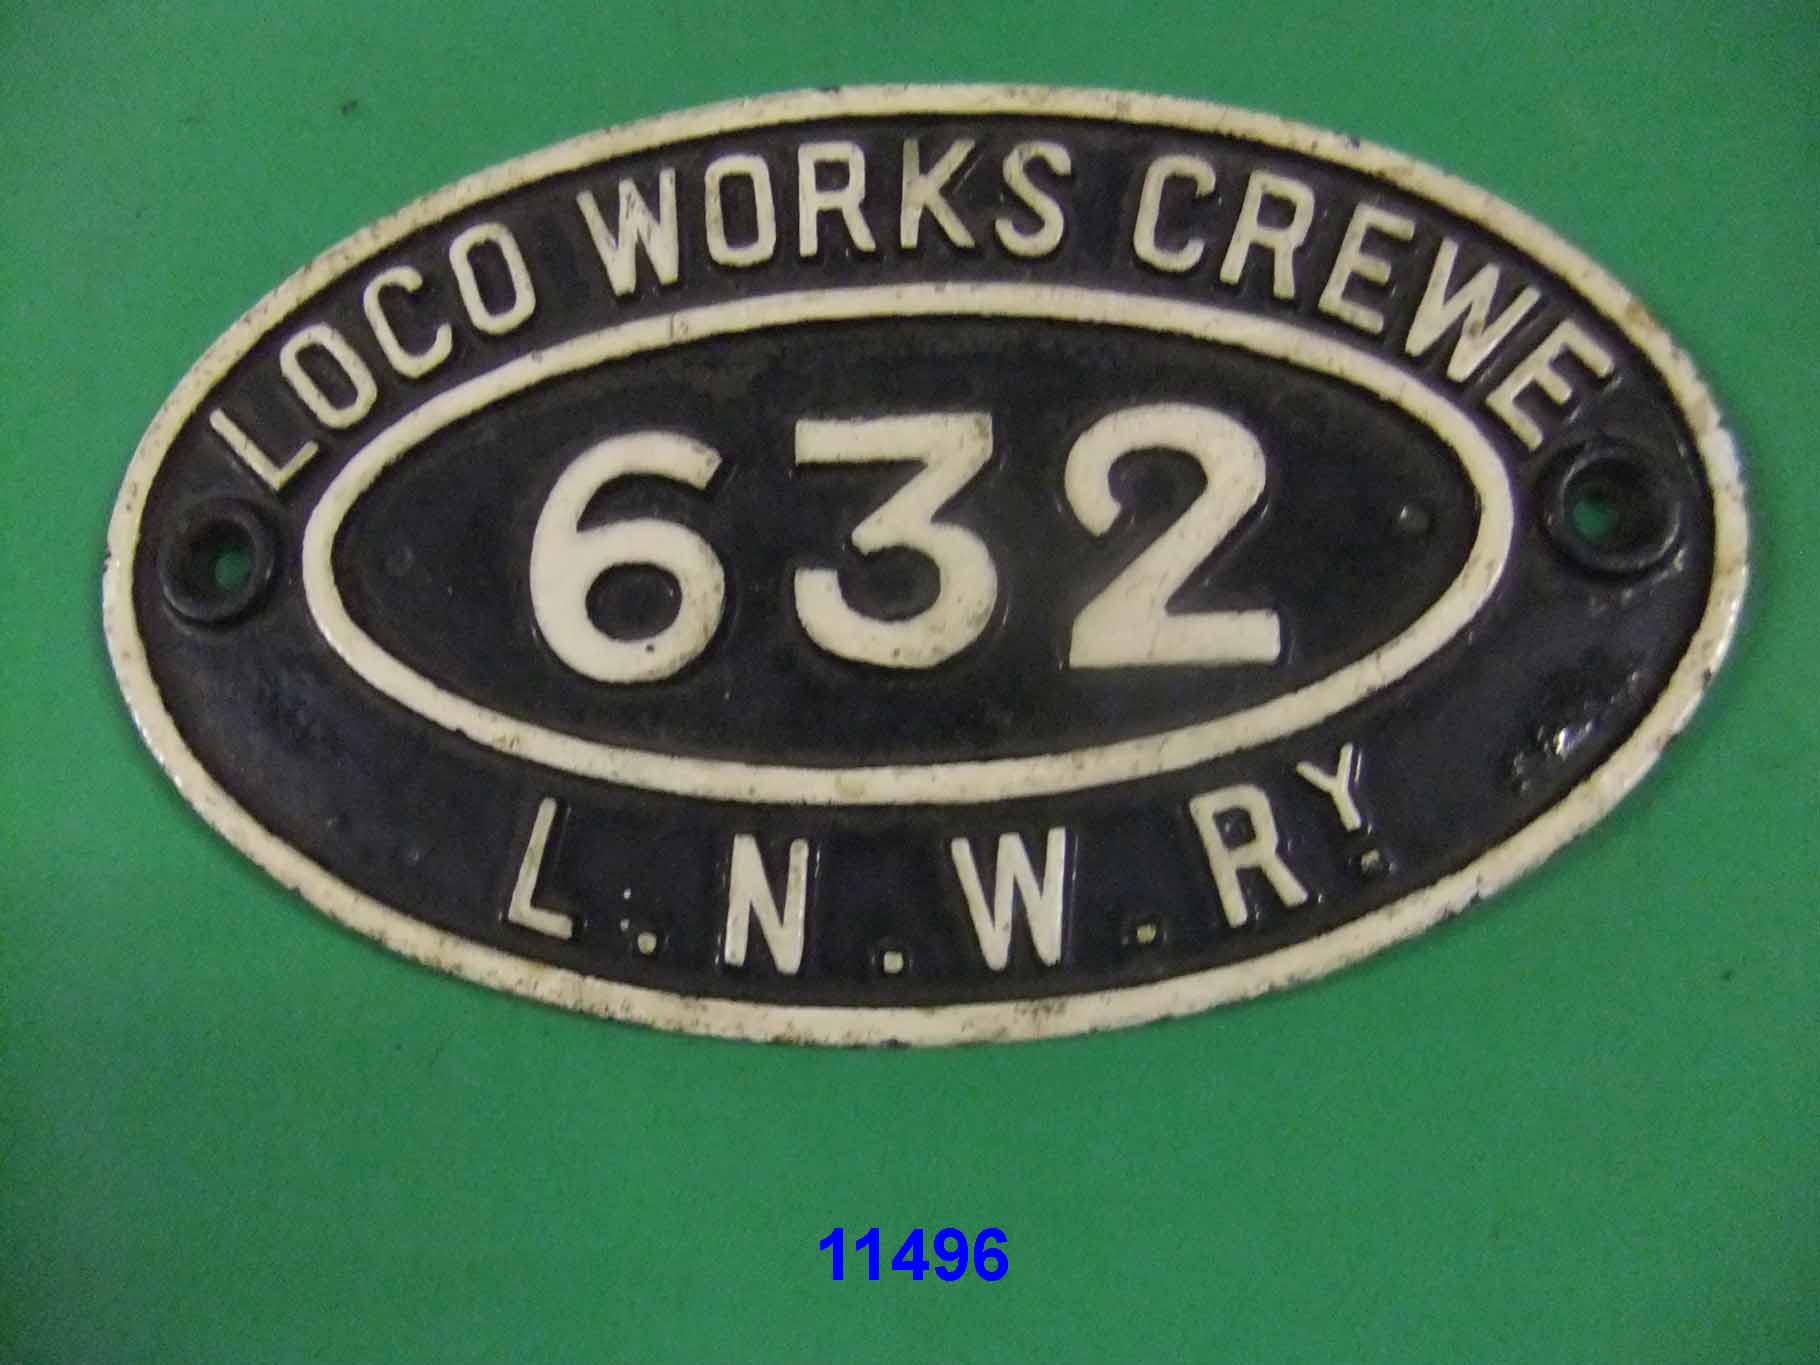 LOCO WORKS CREWE
632
L.N.W.RY.
11496